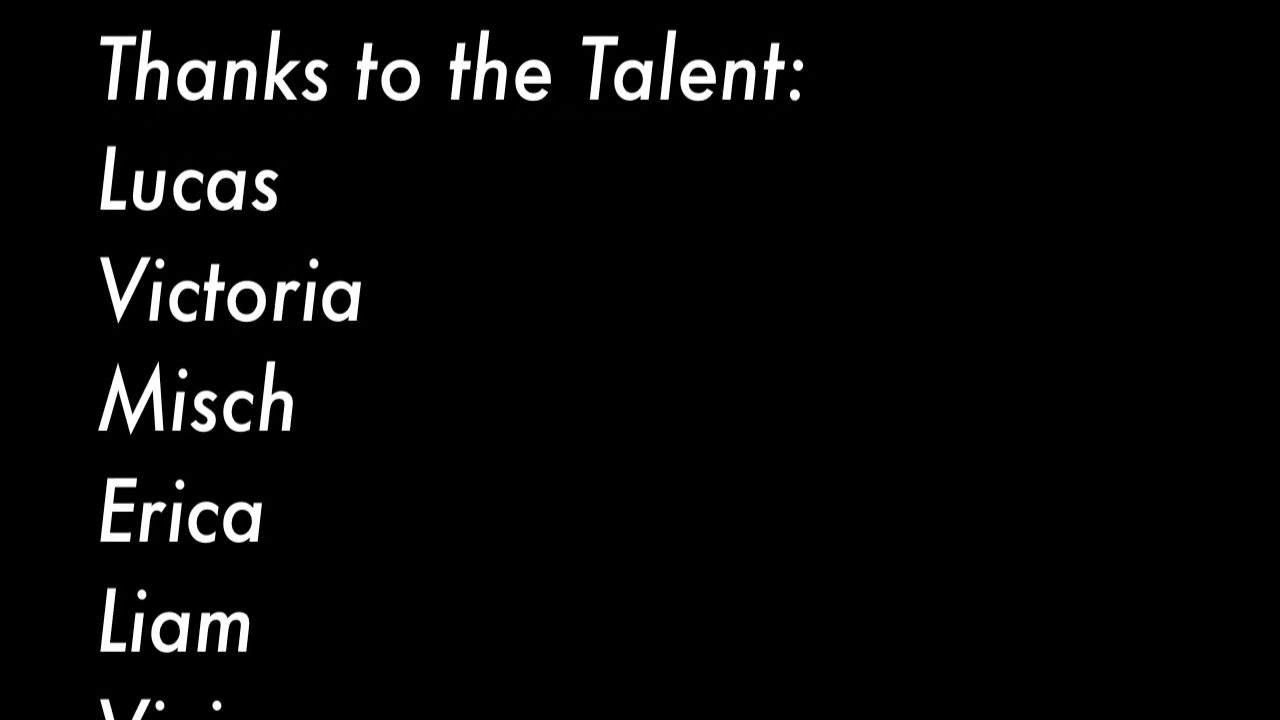 Thanks to the Talent:
Lucas
Victoria
Misch
Erica
Liam